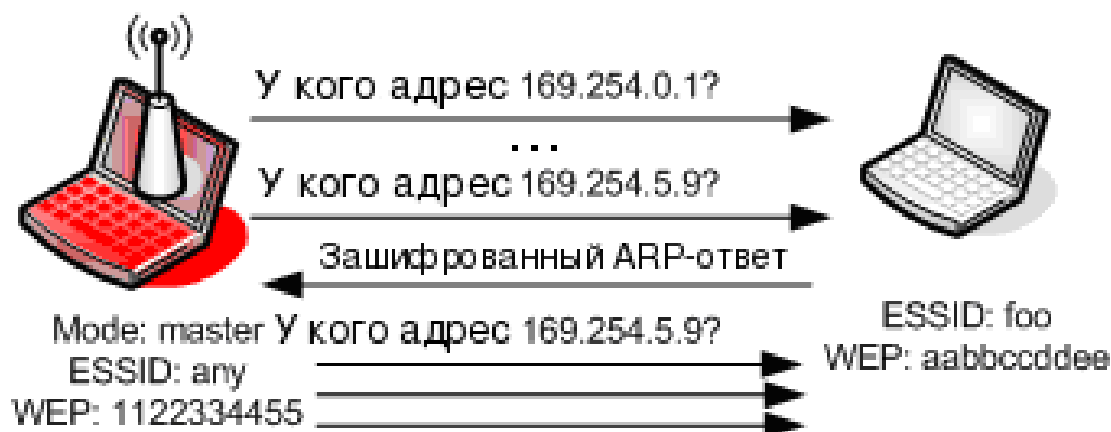 У кого адрес 169.254.0.1?
...
У кого адрес 169.254.5.9?
Зашифрованный ARP-ответ
Mode: master У кого адрес 169.254.5.9?
ESSID: any
WEP: 1122334455
ESSID: foo
WEP: aabbccddee